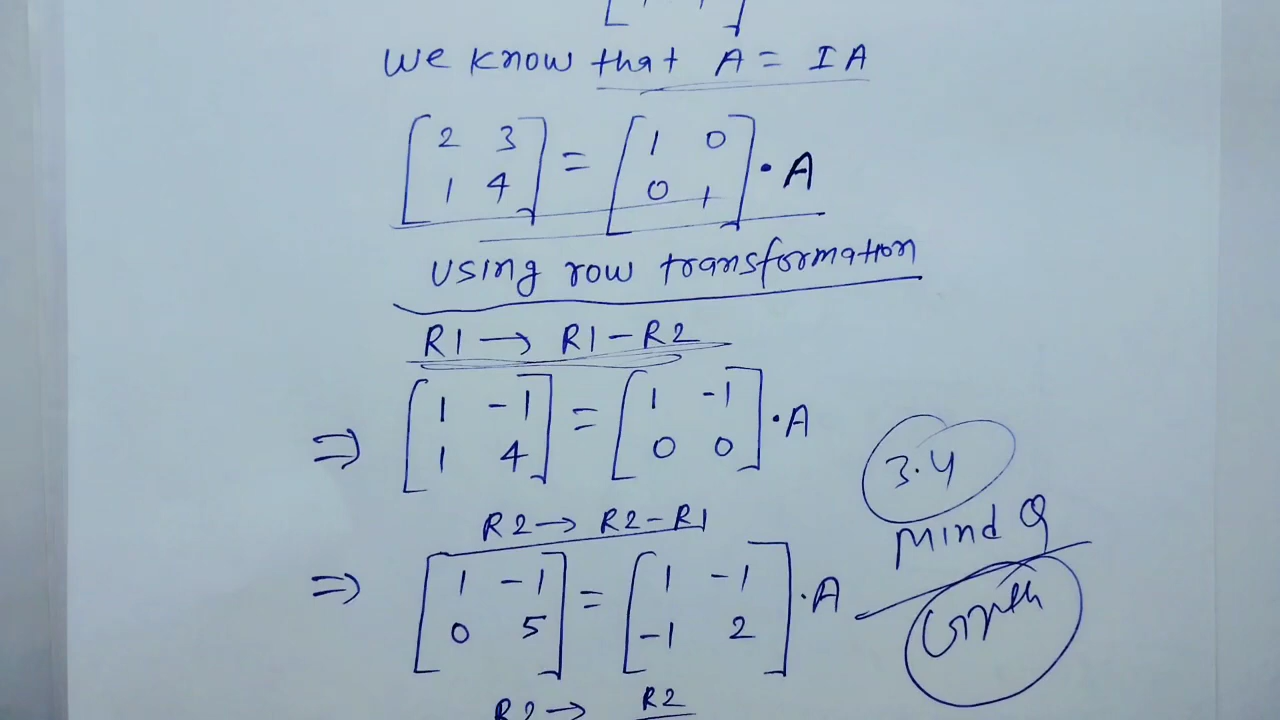 We know that A = IA
[2 3
1 4] = [1 0
0 1] · A
Using row transformation
R1 → R1 - R2
⇒ [1 -1
1 4] = [1 -1
0 0] · A
R2 → R2 - R1
⇒ [1 -1
0 5] = [1 -1
-1 2] · A
R2 → R2
3.4
Mind Q